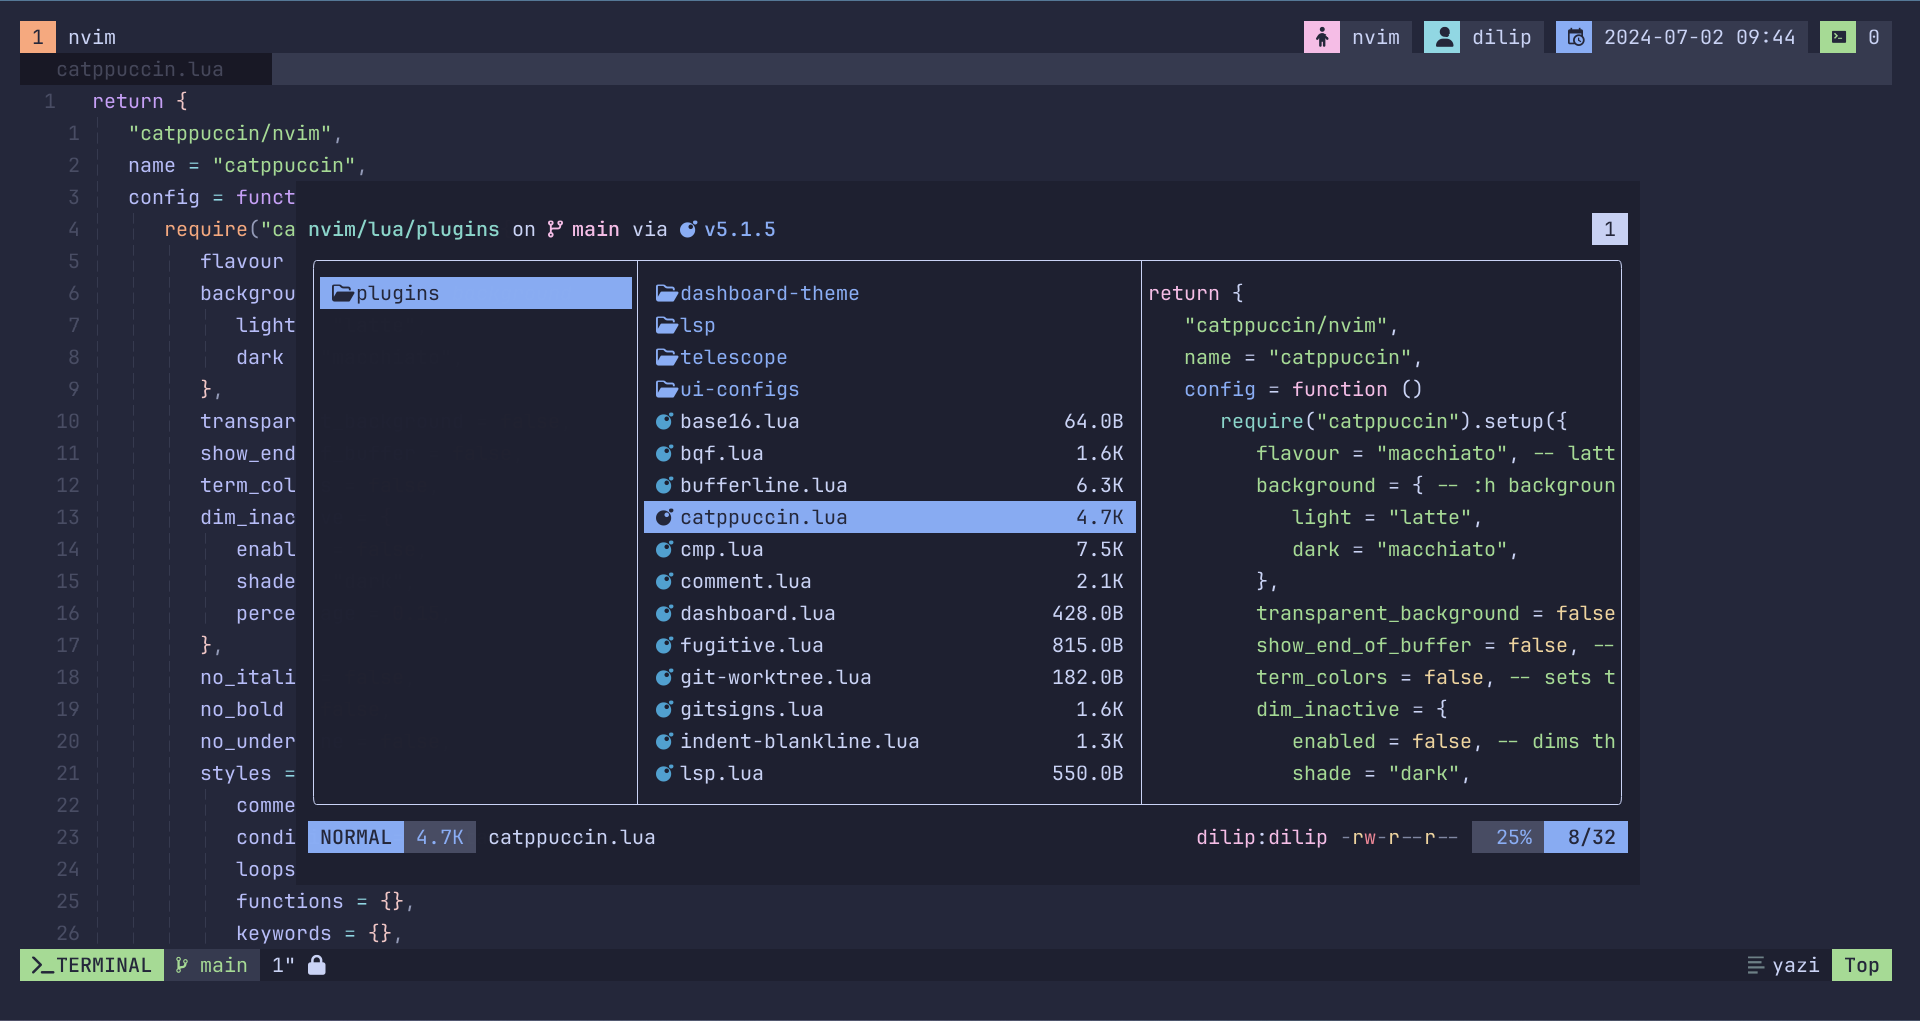 1 nvim nvim dilip 2024-07-02 09:44 0
catppuccin.lua
1 return {
1 "catppuccin/nvim",
2 name = "catppuccin",
3 config = funct
4 require("ca
5 flavour
6 backgrou
7 light
8 dark
9 },
10 transpar
11 show_end
12 term_col
13 dim_inac
14 enabl
15 shade
16 perce
17 },
18 no_itali
19 no_bold
20 no_under
21 styles =
22 comme
23 condi
24 loops
25 functions = {},
26 keywords = {},
nvim/lua/plugins on main via v5.1.5 1
plugins
dashboard-theme
lsp
telescope
ui-configs
base16.lua 64.0B
bqf.lua 1.6K
bufferline.lua 6.3K
catppuccin.lua 4.7K
cmp.lua 7.5K
comment.lua 2.1K
dashboard.lua 428.0B
fugitive.lua 815.0B
git-worktree.lua 182.0B
gitsigns.lua 1.6K
indent-blankline.lua 1.3K
lsp.lua 550.0B
return {
"catppuccin/nvim",
name = "catppuccin",
config = function ()
require("catppuccin").setup({
flavour = "macchiato", -- latt
background = { -- :h backgroun
light = "latte",
dark = "macchiato",
},
transparent_background = false
show_end_of_buffer = false, --
term_colors = false, -- sets t
dim_inactive = {
enabled = false, -- dims th
shade = "dark",
NORMAL 4.7K catppuccin.lua dilip:dilip -rw-r--r-- 25% 8/32
>_TERMINAL main 1" yazi Top